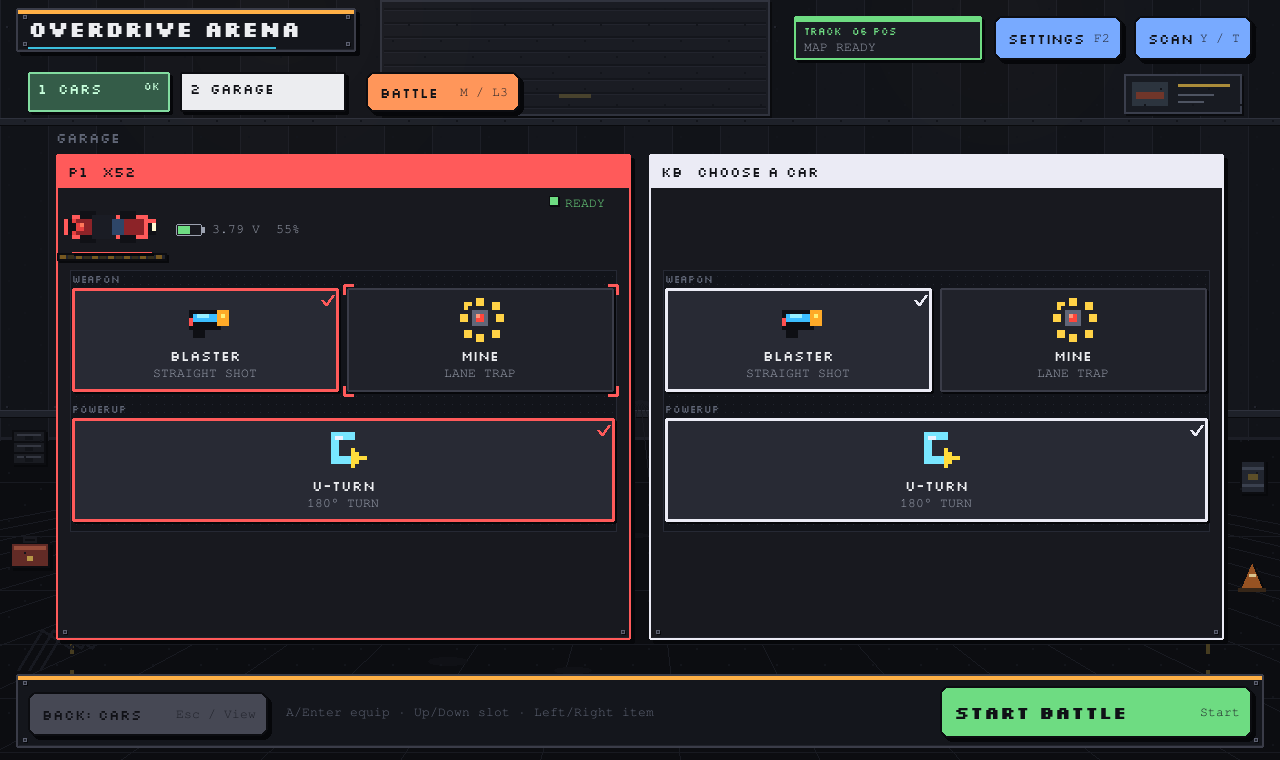 OVERDRIVE ARENA
TRACK 06 POS
MAP READY
SETTINGS F2
SCAN Y / T
1 CARS OK
2 GARAGE
BATTLE M / L3
GARAGE
P1 X52
READY
3.79 V 55%
WEAPON
BLASTER
STRAIGHT SHOT
MINE
LANE TRAP
POWERUP
U-TURN
180° TURN
KB CHOOSE A CAR
WEAPON
BLASTER
STRAIGHT SHOT
MINE
LANE TRAP
POWERUP
U-TURN
180° TURN
BACK: CARS Esc / View
A/Enter equip · Up/Down slot · Left/Right item
START BATTLE Start